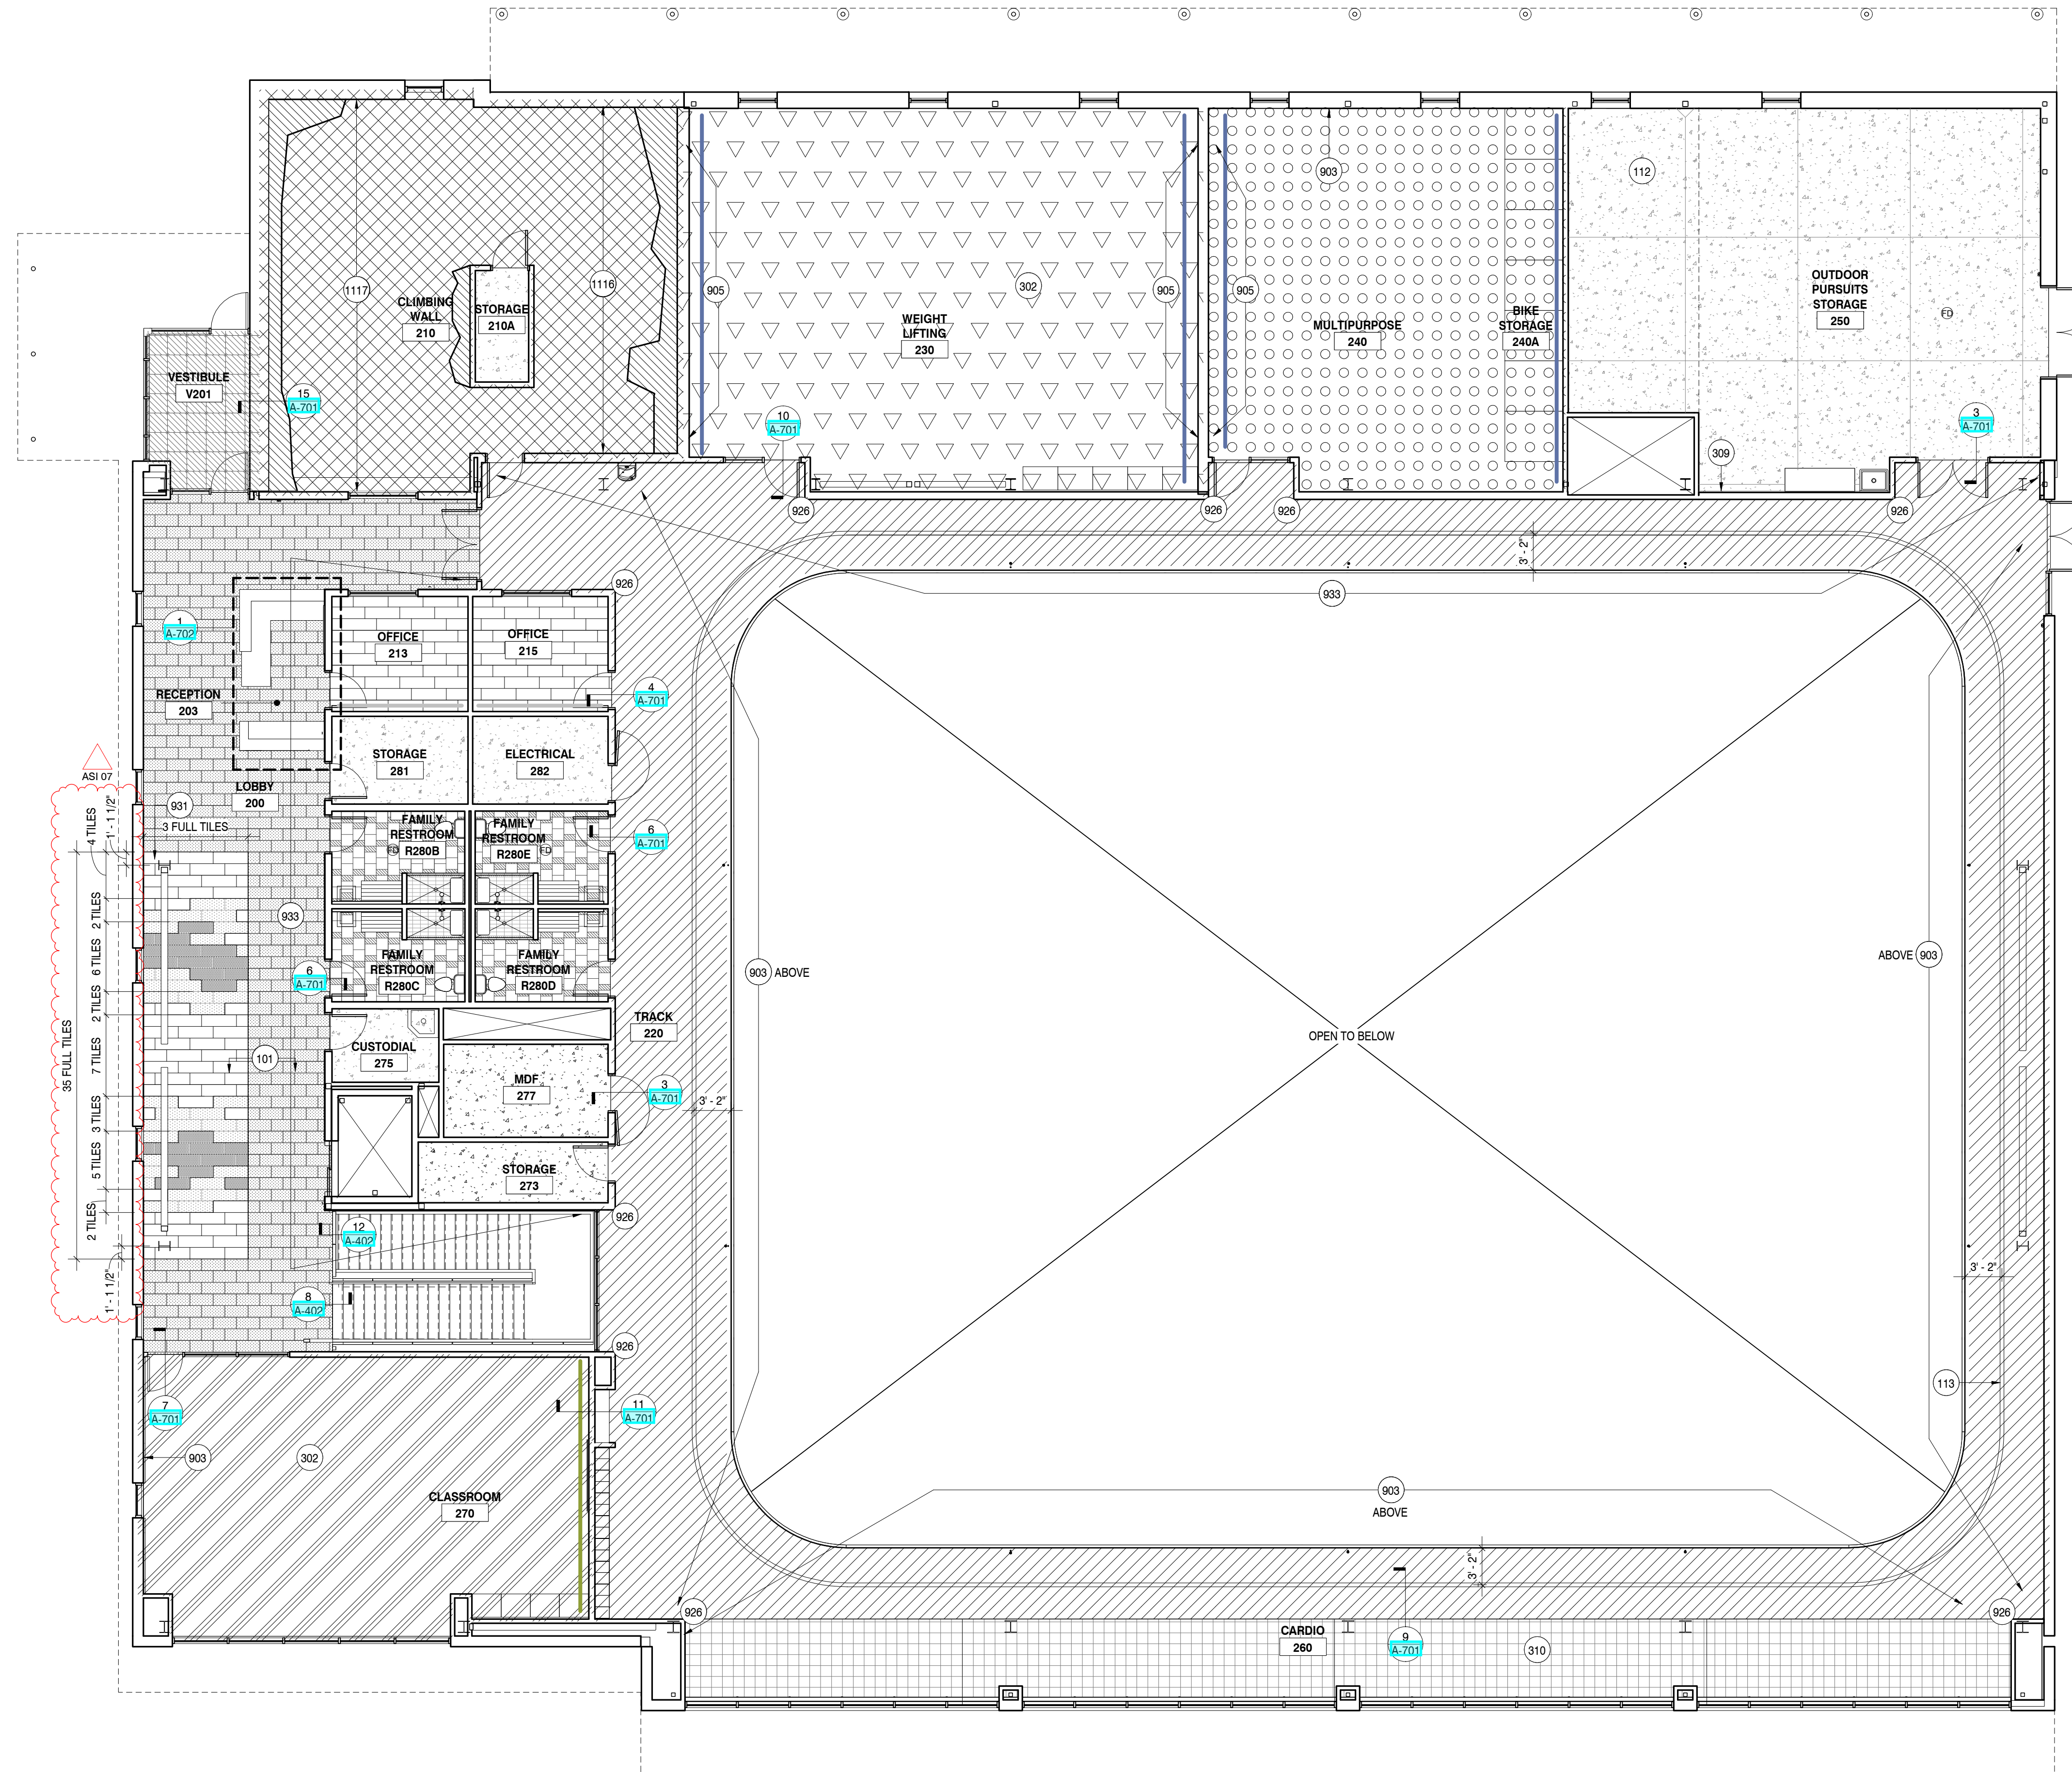 903
112
1117
1116
CLIMBING
WALL
210
STORAGE
210A
905
302
905
905
WEIGHT
LIFTING
230
MULTIPURPOSE
240
BIKE
STORAGE
240A
OUTDOOR
PURSUITS
STORAGE
250
FD
VESTIBULE
V201
15
A-701
10
A-701
3
A-701
309
926
926
926
926
3' - 2"
926
933
1
A-702
OFFICE
213
OFFICE
215
RECEPTION
203
4
A-701
ASI 07
STORAGE
281
ELECTRICAL
282
LOBBY
200
931
3 FULL TILES
4 TILES
1' - 1 1/2"
FAMILY
RESTROOM
R280B
FD
FAMILY
RESTROOM
R280E
FD
6
A-701
2 TILES
933
6 TILES
2 TILES
7 TILES
35 FULL TILES
3 TILES
5 TILES
2 TILES
1' - 1 1/2"
FAMILY
RESTROOM
R280C
FAMILY
RESTROOM
R280D
6
A-701
903 ABOVE
ABOVE 903
TRACK
220
OPEN TO BELOW
CUSTODIAL
275
101
MDF
277
3
A-701
3' - 2"
STORAGE
273
926
12
A-402
8
A-402
3' - 2"
926
113
7
A-701
11
A-701
903
302
CLASSROOM
270
903
ABOVE
3' - 2"
926
926
CARDIO
260
9
A-701
310